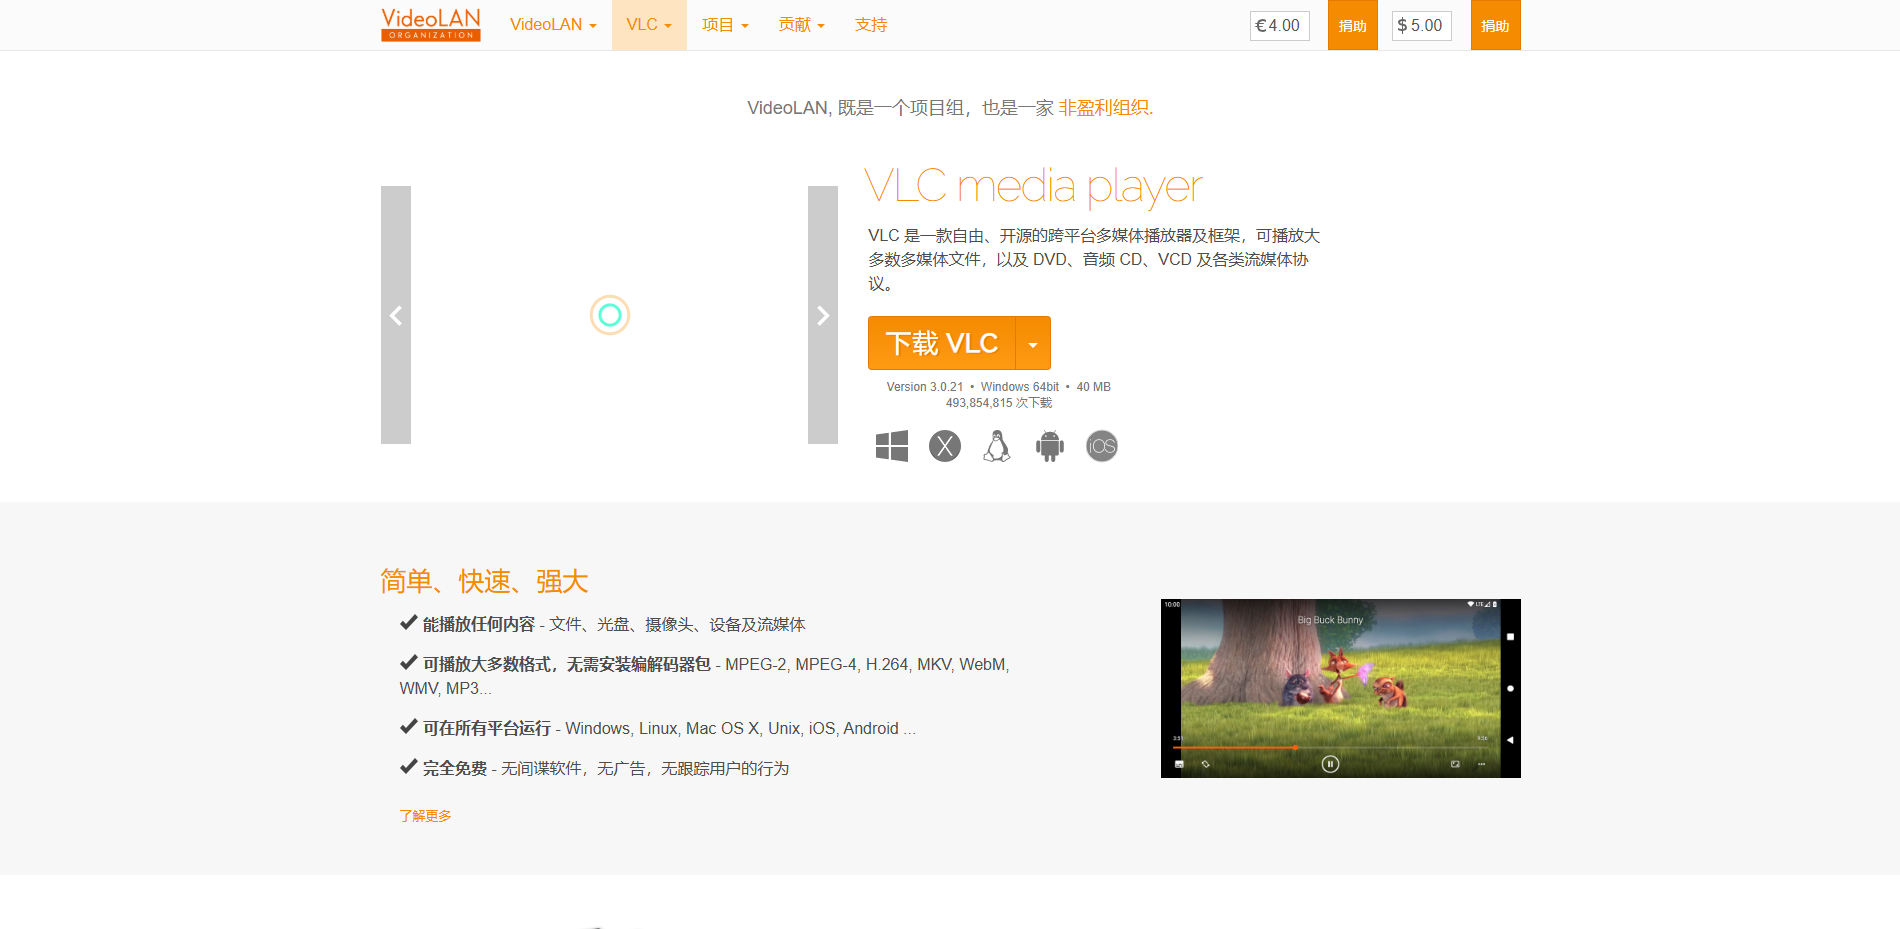 VideoLAN
ORGANIZATION
VideoLAN
VLC
项目
贡献
支持
€ 4.00
捐助
$ 5.00
捐助
VideoLAN, 既是一个项目组，也是一家 非盈利组织.
VLC media player
VLC 是一款自由、开源的跨平台多媒体播放器及框架，可播放大
多数多媒体文件，以及 DVD、音频 CD、VCD 及各类流媒体协
议。
下载 VLC
Version 3.0.21 • Windows 64bit • 40 MB
493,854,815 次下载
X
iOS
简单、快速、强大
能播放任何内容 - 文件、光盘、摄像头、设备及流媒体
可播放大多数格式，无需安装编解码器包 - MPEG-2, MPEG-4, H.264, MKV, WebM,
WMV, MP3...
可在所有平台运行 - Windows, Linux, Mac OS X, Unix, iOS, Android ...
完全免费 - 无间谍软件，无广告，无跟踪用户的行为
了解更多
10:00
LTE
Big Buck Bunny
3:51